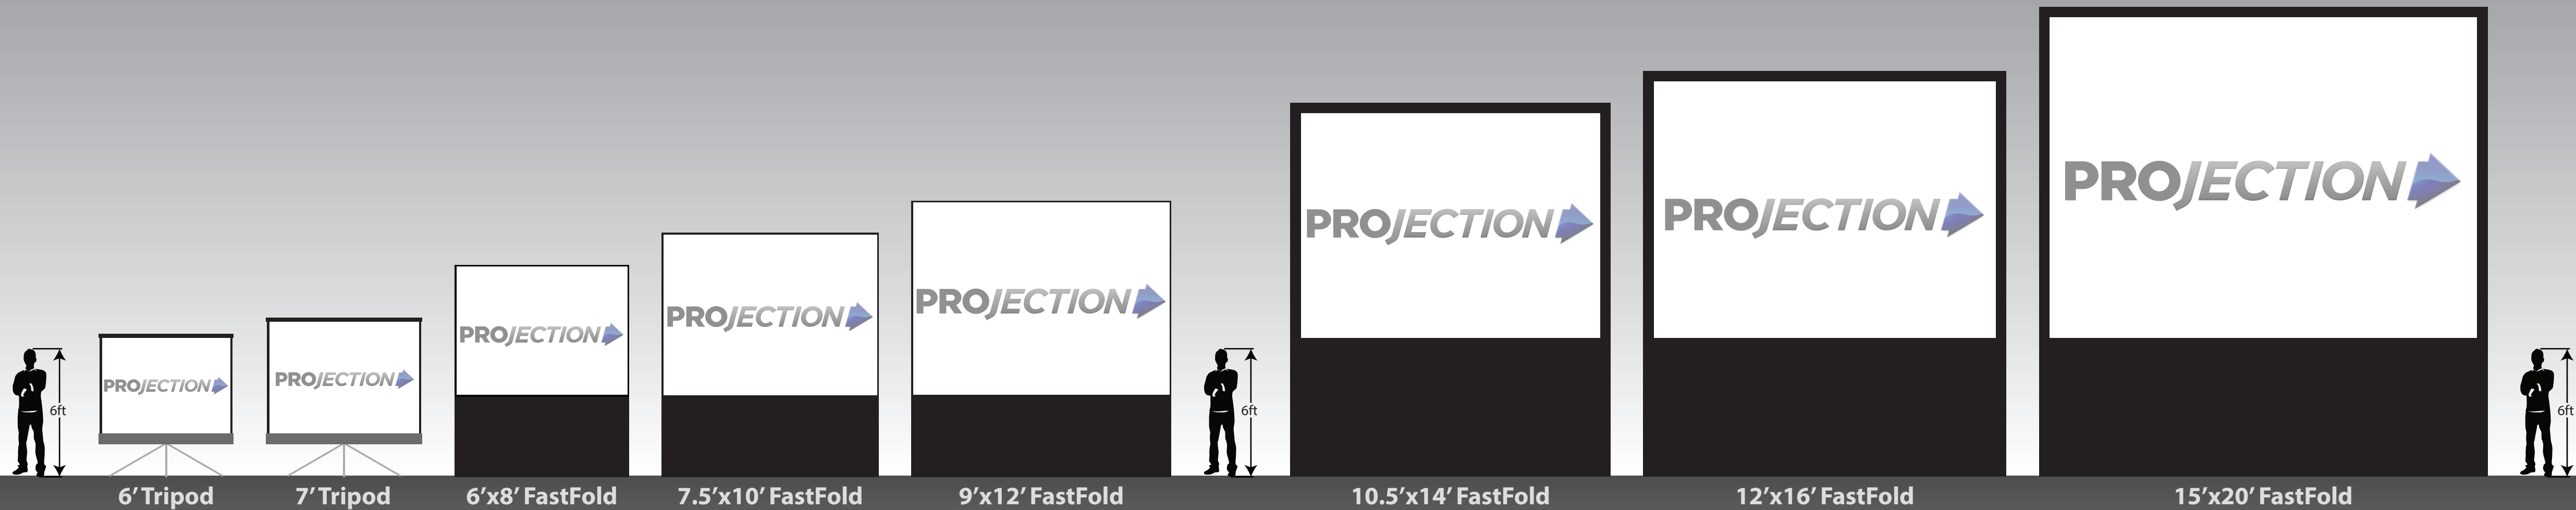 6ft
PROJECTION
PROJECTION
PROJECTION
PROJECTION
PROJECTION
6ft
PROJECTION
PROJECTION
PROJECTION
6ft
6' Tripod
7' Tripod
6'x8' FastFold
7.5'x10' FastFold
9'x12' FastFold
10.5'x14' FastFold
12'x16' FastFold
15'x20' FastFold